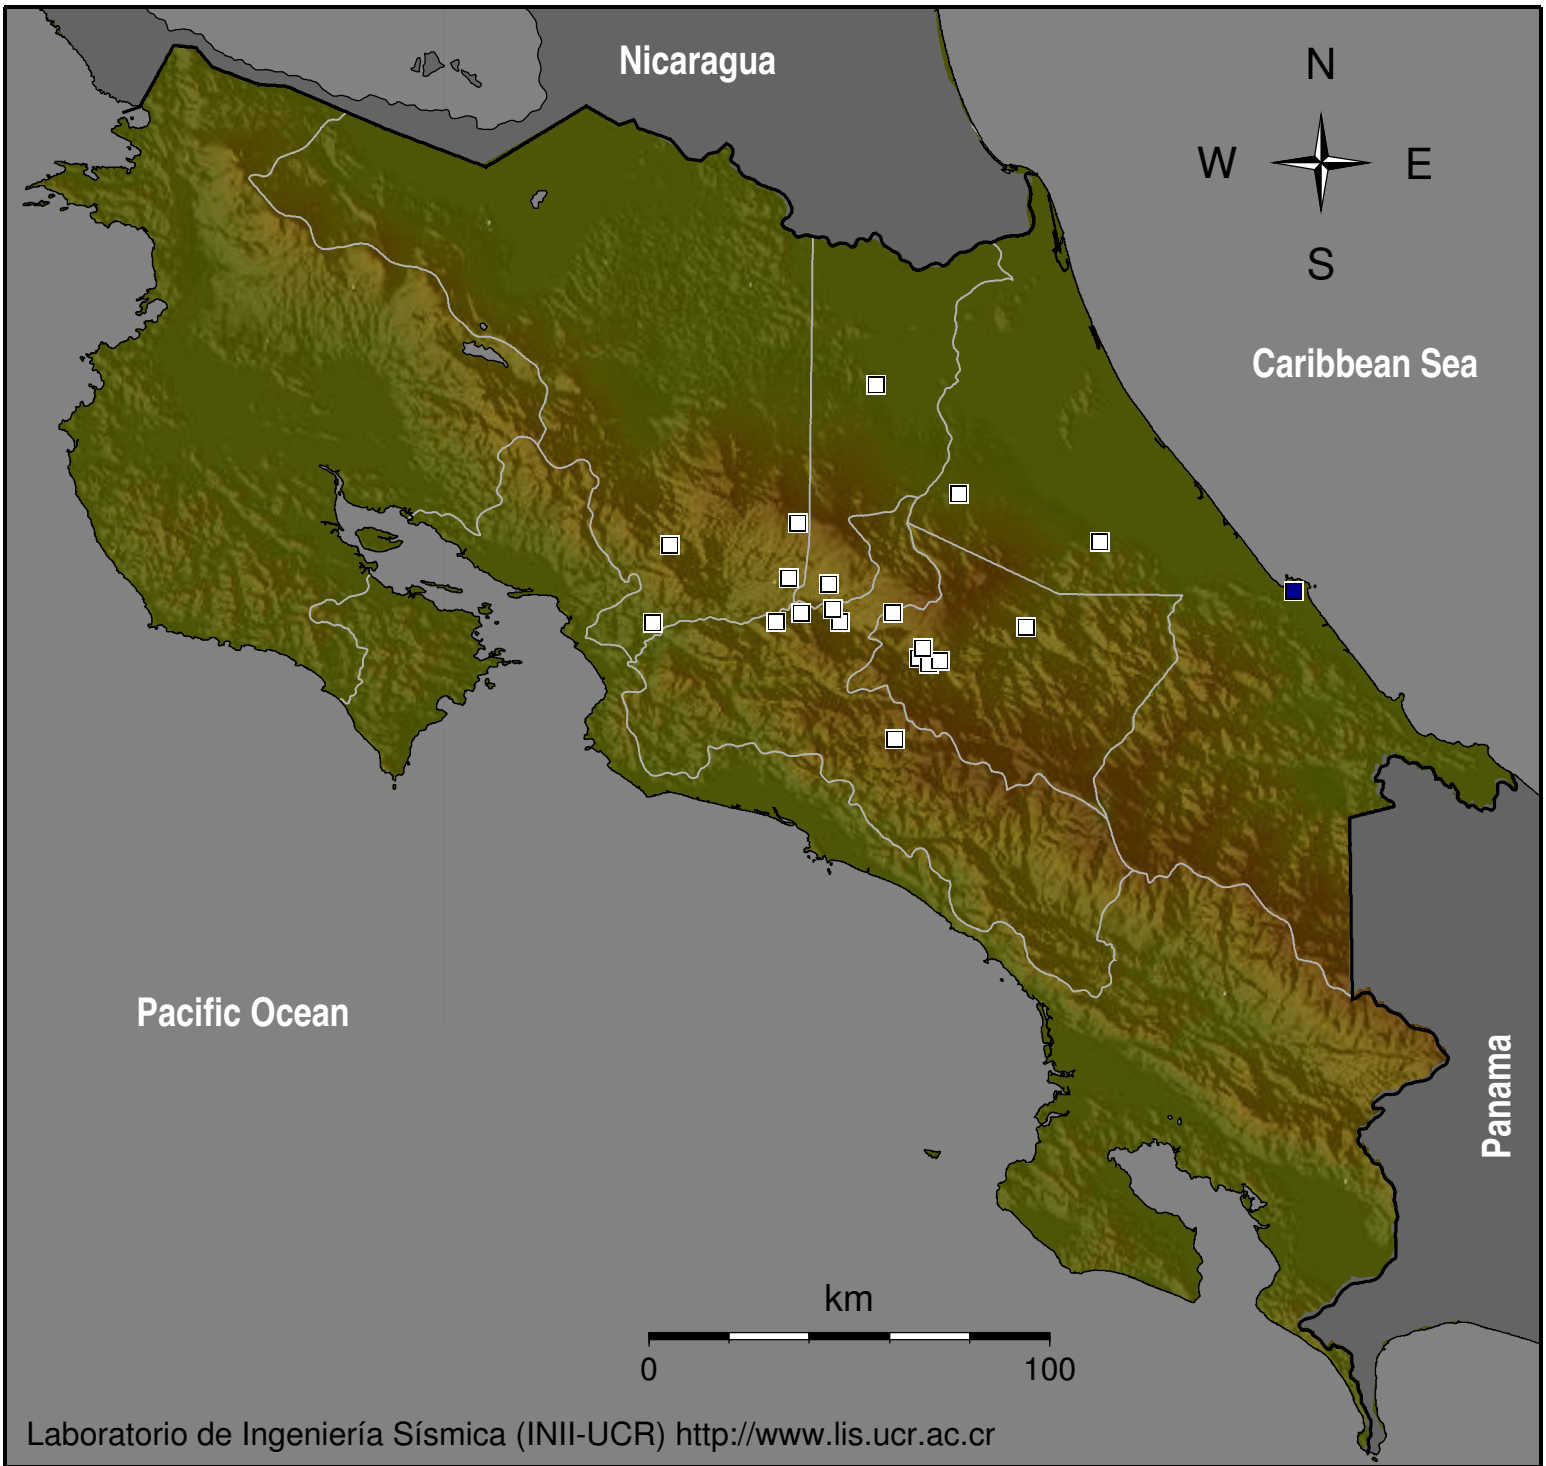 Nicaragua
N
W E
S
Caribbean Sea
Pacific Ocean
Panama
km
0 100
Laboratorio de Ingeniería Sísmica (INII-UCR) http://www.lis.ucr.ac.cr